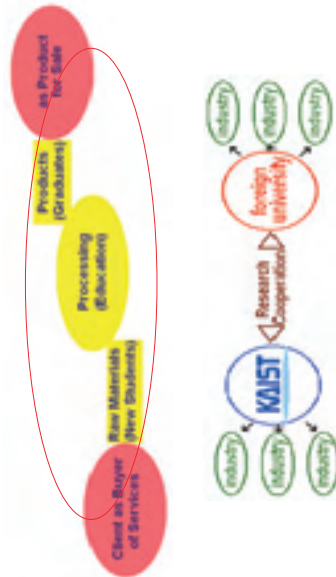 Client as Buyer
of Services
Raw Materials
(New Students)
Processing
(Education)
Products
(Graduates)
as Product
for Sale
industry
industry
industry
KAIST
Research
Cooperation
foreign
university
industry
industry
industry